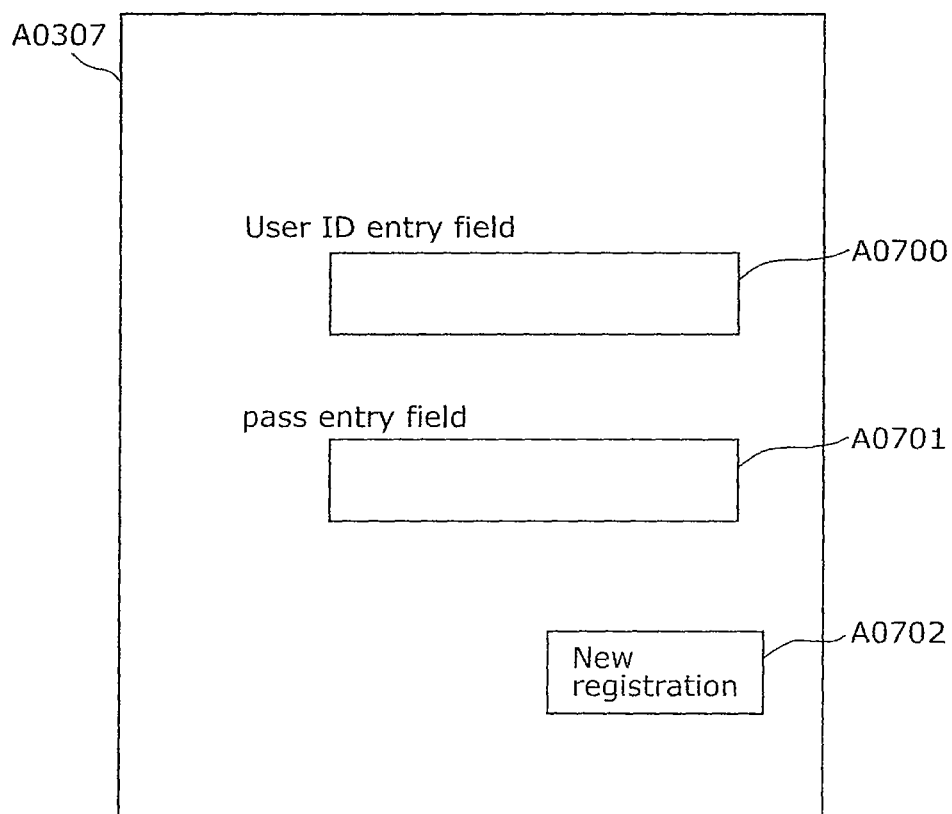 A0307
User ID entry field
A0700
pass entry field
A0701
A0702
New
registration